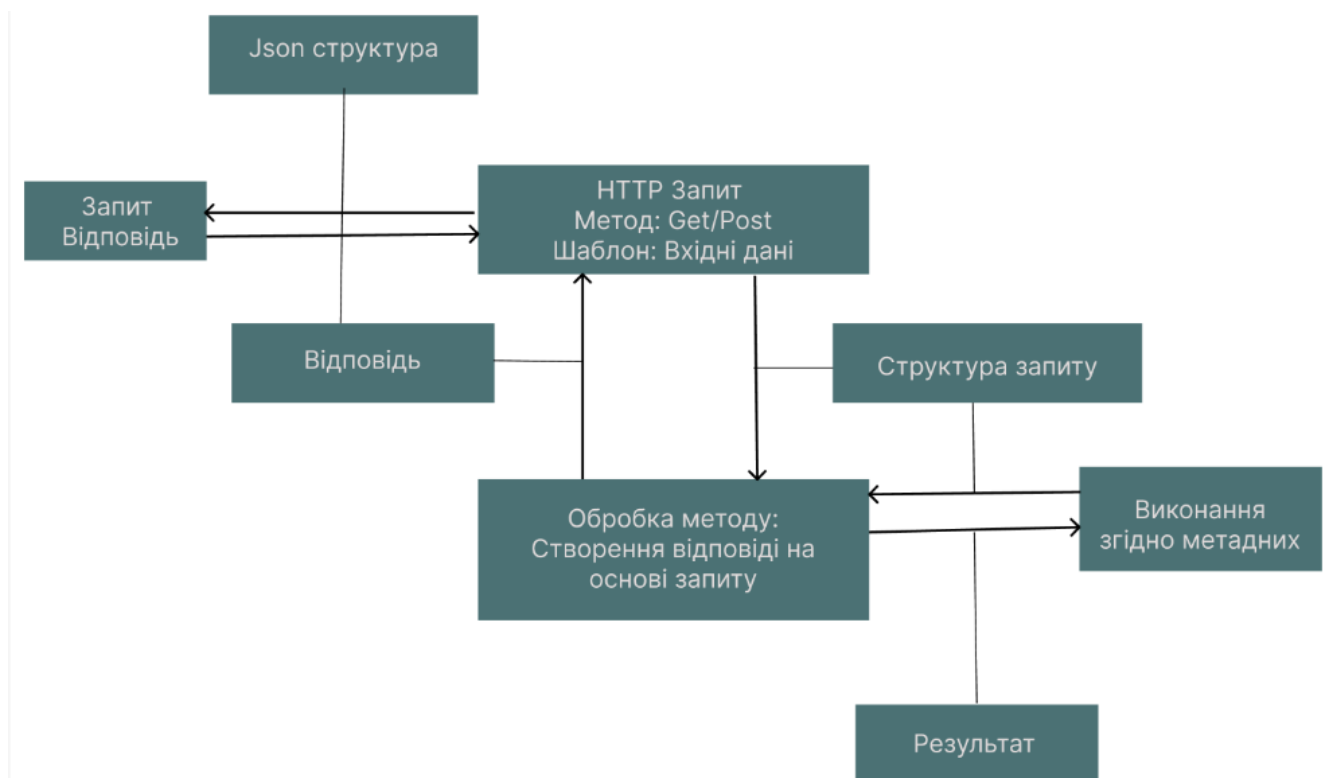 Json структура
Запит
Відповідь
HTTP Запит
Метод: Get/Post
Шаблон: Вхідні дані
Відповідь
Структура запиту
Обробка методу:
Створення відповіді на
основі запиту
Виконання
згідно метадних
Результат